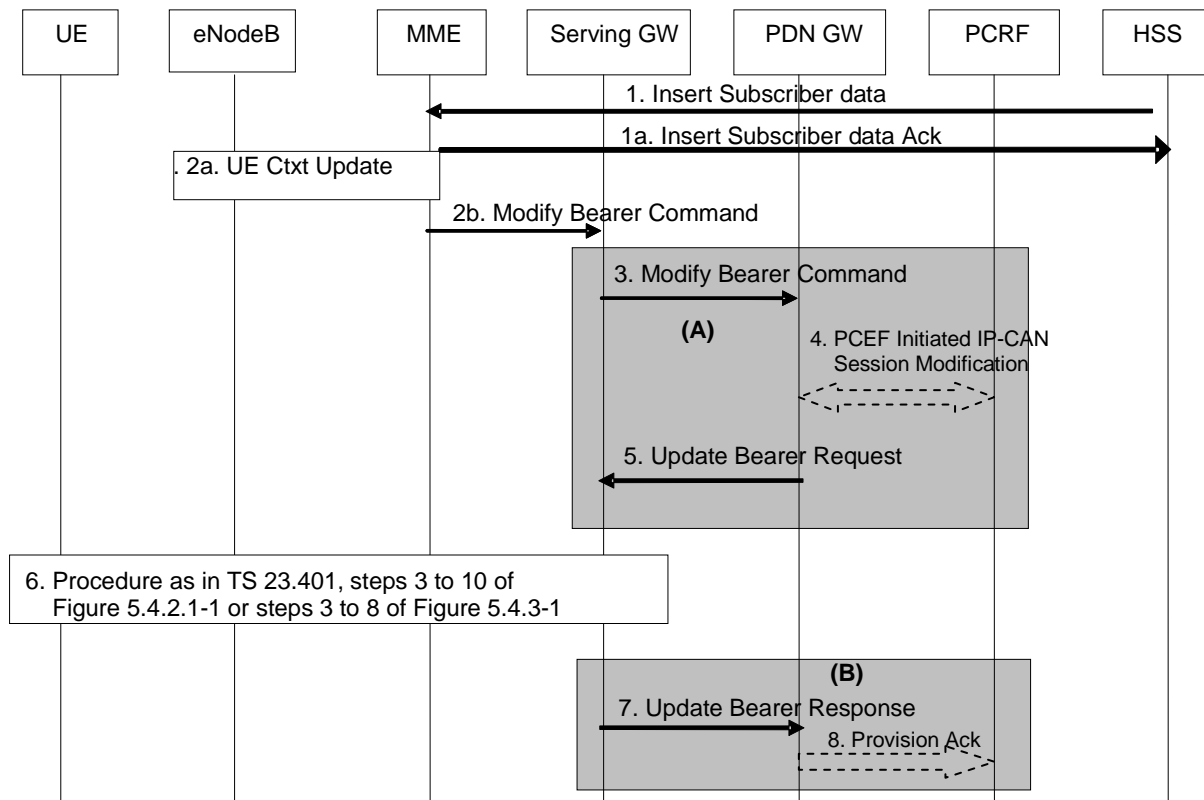 UE eNodeB MME Serving GW PDN GW PCRF HSS
1. Insert Subscriber data
1a. Insert Subscriber data Ack
. 2a. UE Ctxt Update
2b. Modify Bearer Command
3. Modify Bearer Command
(A)
4. PCEF Initiated IP-CAN
Session Modification
5. Update Bearer Request
6. Procedure as in TS 23.401, steps 3 to 10 of
Figure 5.4.2.1-1 or steps 3 to 8 of Figure 5.4.3-1
(B)
7. Update Bearer Response
8. Provision Ack